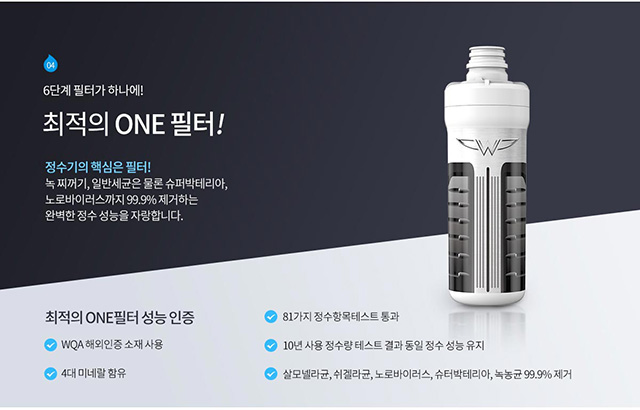 04
6단계 필터가 하나에!
최적의 ONE 필터!
정수기의 핵심은 필터!
녹 찌꺼기, 일반세균은 물론 슈퍼박테리아,
노로바이러스까지 99.9% 제거하는
완벽한 정수 성능을 자랑합니다.
W
최적의 ONE필터 성능 인증
WQA 해외인증 소재 사용
4대 미네랄 함유
81가지 정수항목테스트 통과
10년 사용 정수량 테스트 결과 동일 정수 성능 유지
살모넬라균, 쉬겔라균, 노로바이러스, 슈터박테리아, 녹농균 99.9% 제거